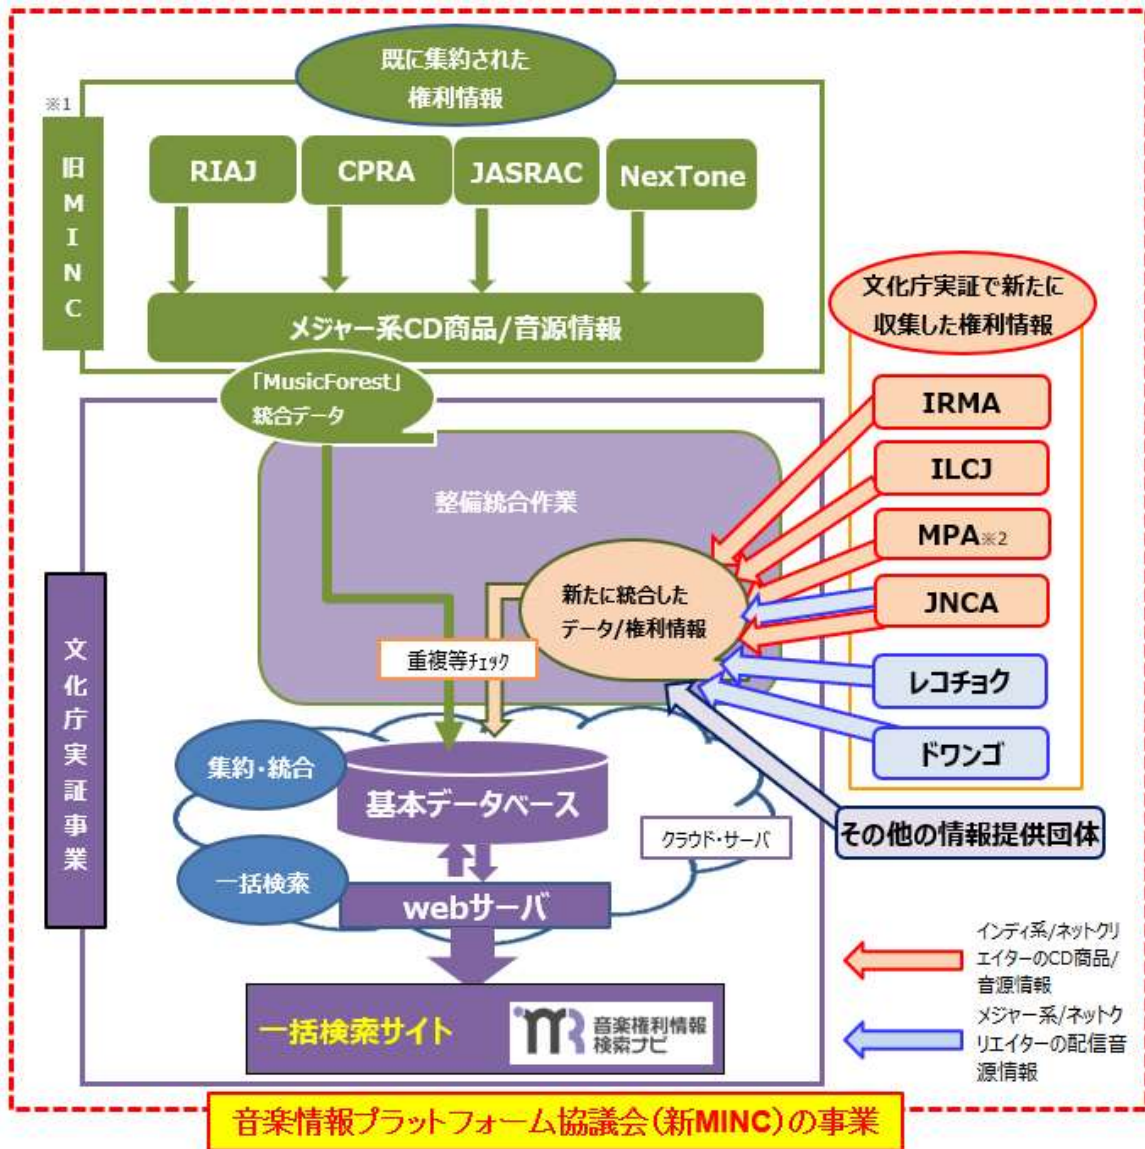 既に集約された
権利情報
※1
旧MINC
RIAJ
CPRA
JASRAC
NexTone
メジャー系CD商品/音源情報
「MusicForest」
統合データ
文化庁実証で新たに
収集した権利情報
IRMA
ILCJ
MPA※2
JNCA
レコチョク
ドワンゴ
その他の情報提供団体
文化庁実証事業
整備統合作業
新たに統合した
データ/権利情報
重複等チェック
集約・統合
基本データベース
クラウド・サーバ
一括検索
webサーバ
一括検索サイト
音楽権利情報
検索ナビ
インディ系/ネットクリ
エイターのCD商品/
音源情報
メジャー系/ネットク
リエイターの配信音
源情報
音楽情報プラットフォーム協議会(新MINC)の事業